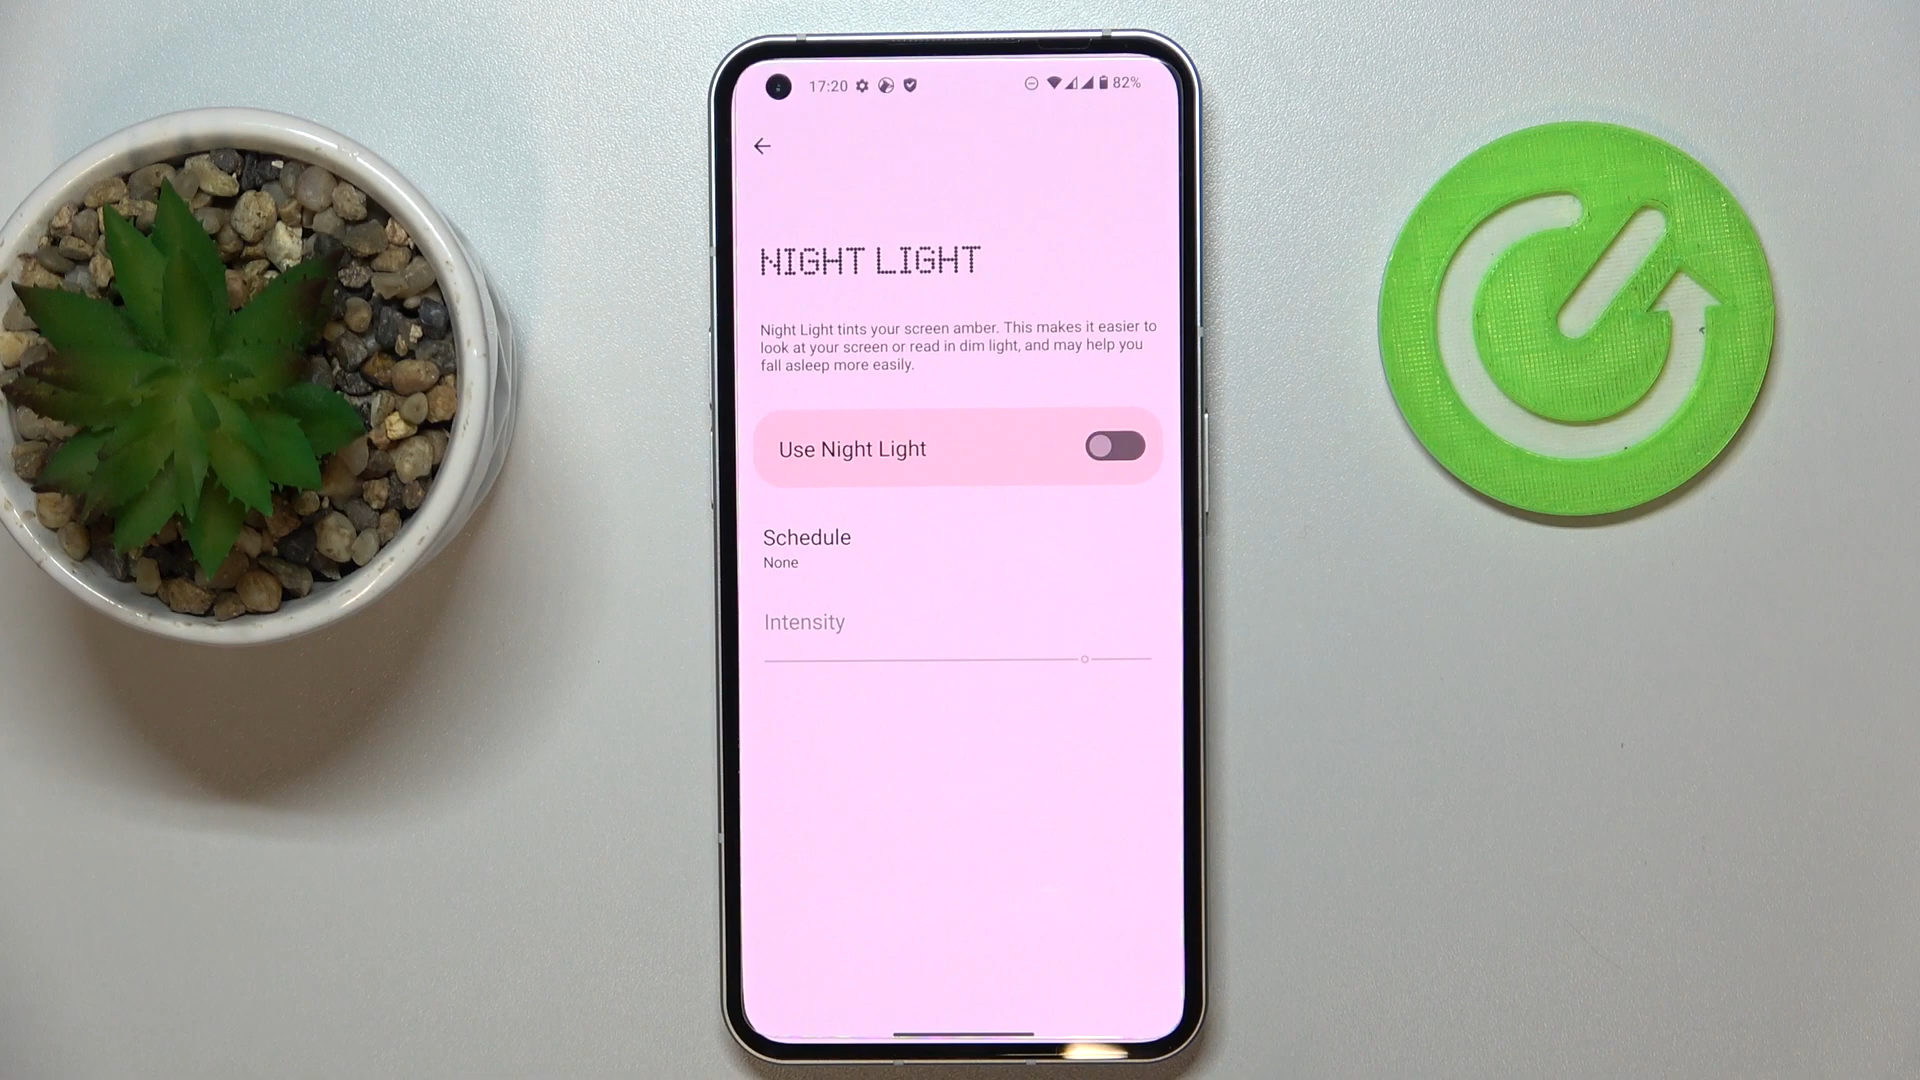 17:20 82%
NIGHT LIGHT
Night Light tints your screen amber. This makes it easier to
look at your screen or read in dim light, and may help you
fall asleep more easily.
Use Night Light
Schedule
None
Intensity